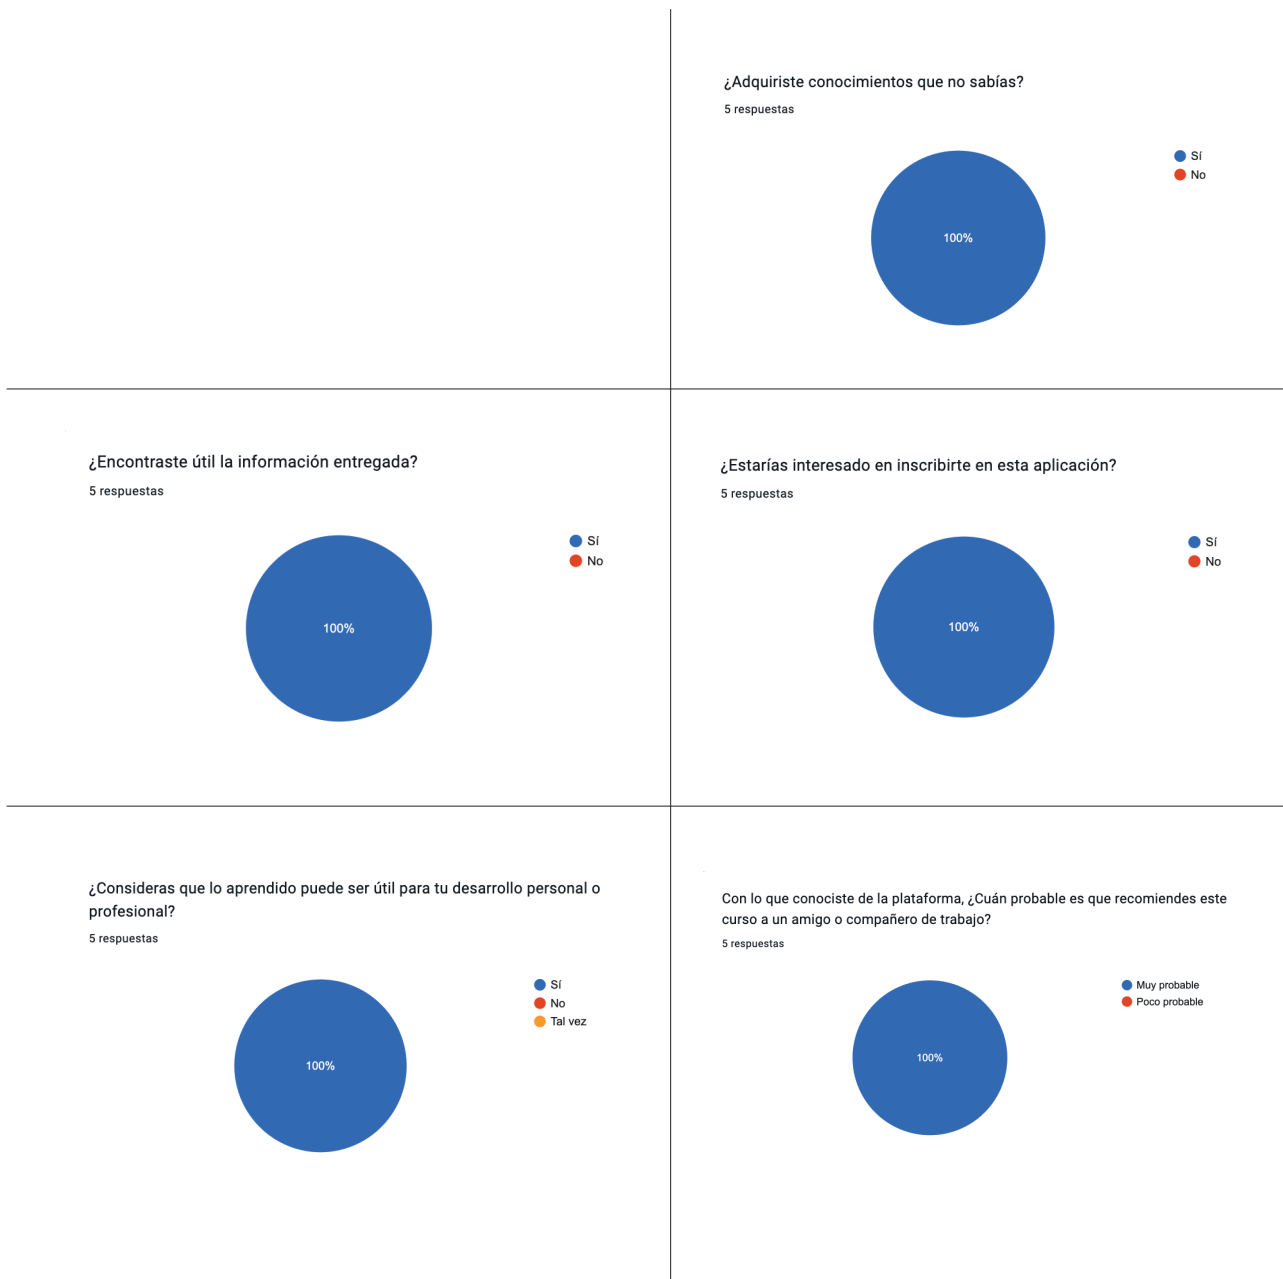 ¿Adquiriste conocimientos que no sabías?
5 respuestas
Sí
No
100%
¿Encontraste útil la información entregada?
5 respuestas
Sí
No
100%
¿Estarías interesado en inscribirte en esta aplicación?
5 respuestas
Sí
No
100%
¿Consideras que lo aprendido puede ser útil para tu desarrollo personal o
profesional?
5 respuestas
Sí
No
Tal vez
100%
Con lo que conociste de la plataforma, ¿Cuán probable es que recomiendes este
curso a un amigo o compañero de trabajo?
5 respuestas
Muy probable
Poco probable
100%